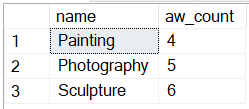 name aw_count
1 Painting 4
2 Photography 5
3 Sculpture 6